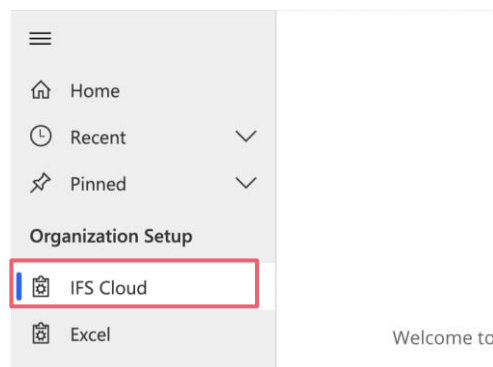 Home
Recent
Pinned
Organization Setup
IFS Cloud
Excel
Welcome to